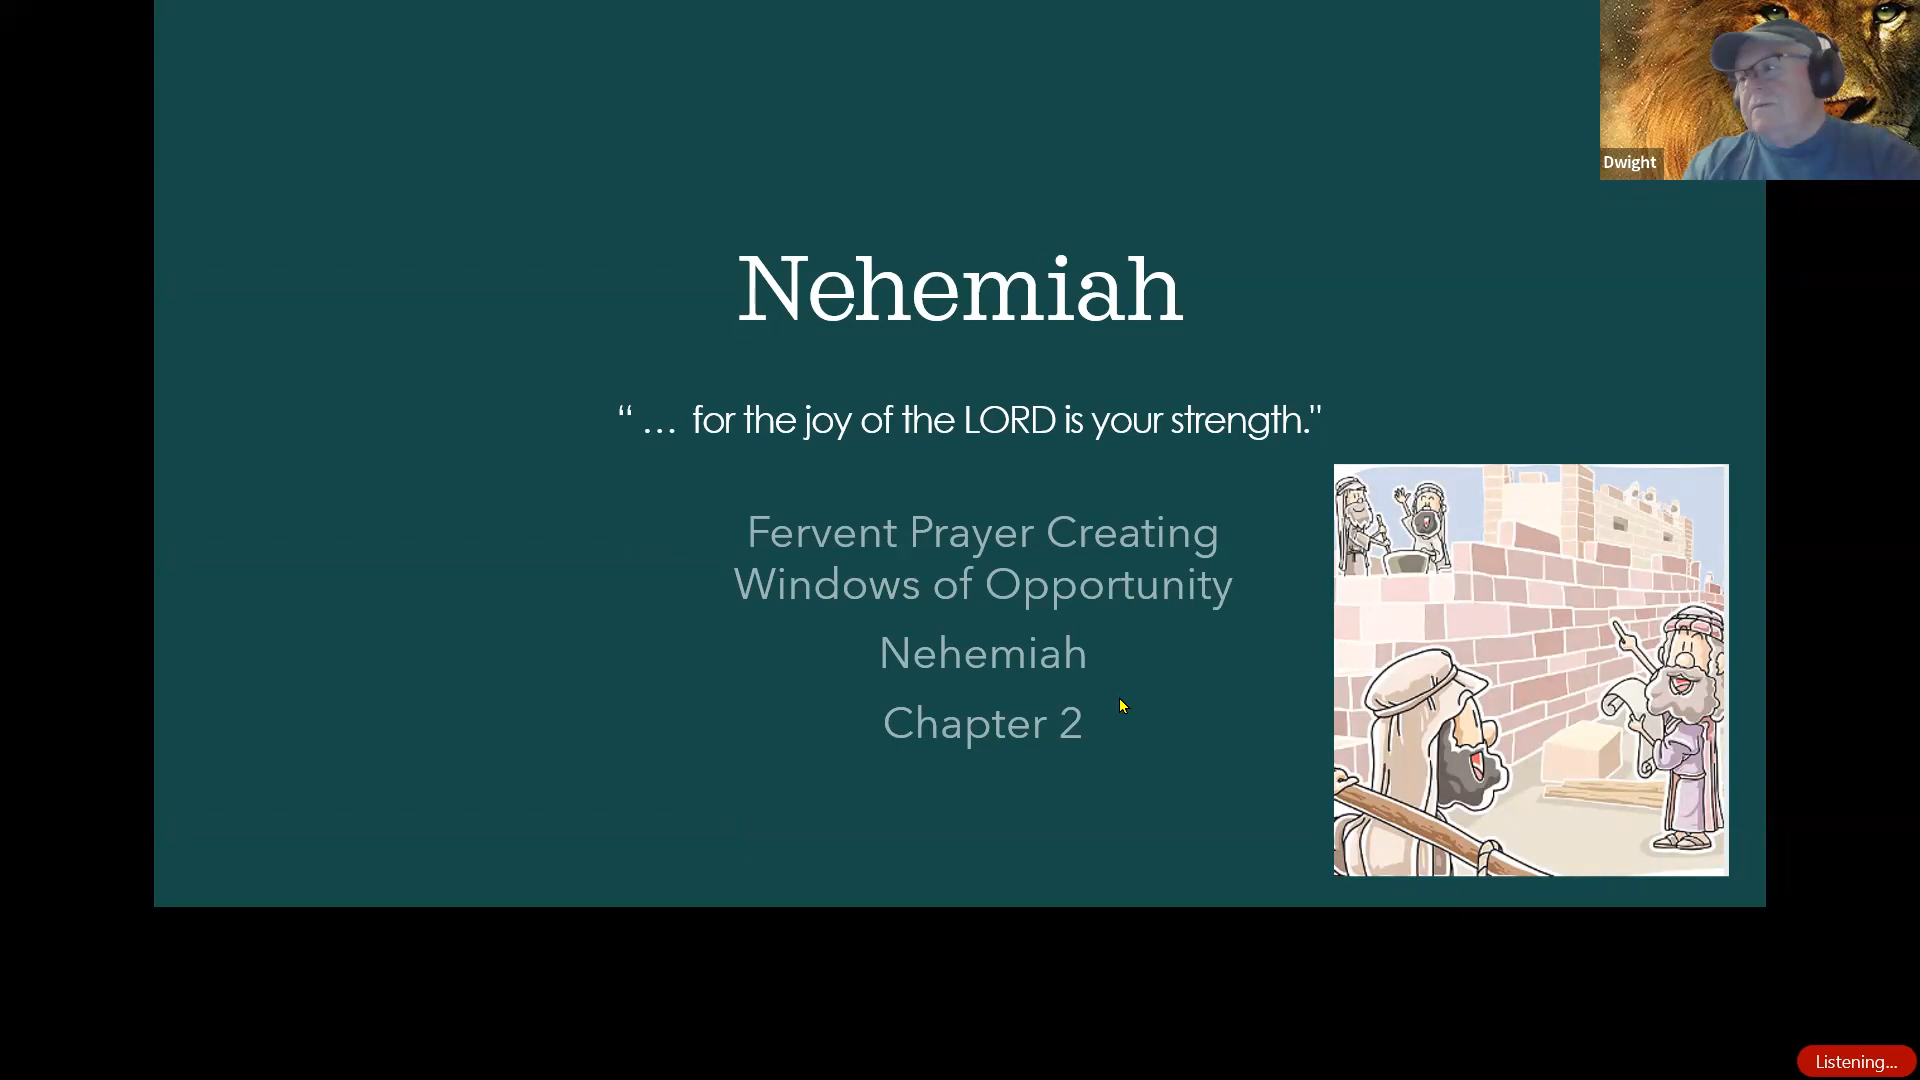 Dwight
Nehemiah
“ … for the joy of the LORD is your strength."
Fervent Prayer Creating
Windows of Opportunity
Nehemiah
Chapter 2
Listening...